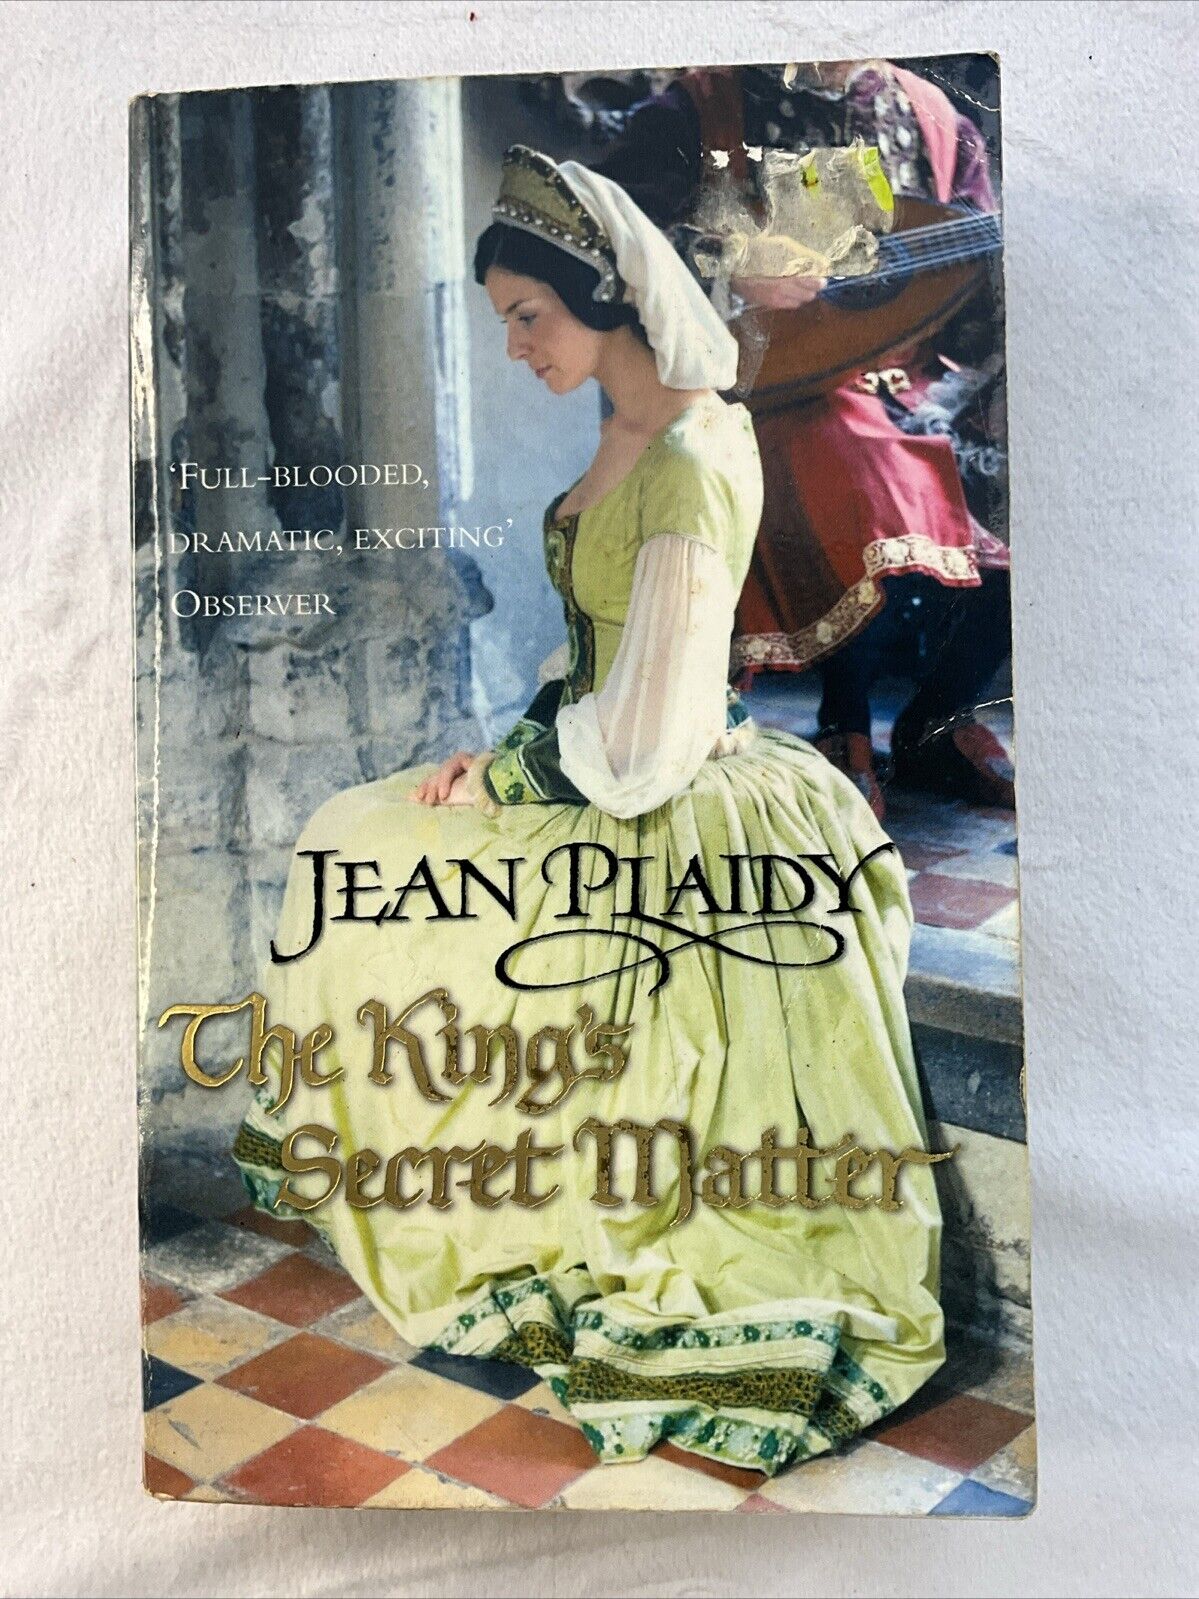 ‘FULL-BLOODED,
DRAMATIC, EXCITING’
OBSERVER
JEAN PLAIDY
The King's
Secret Matter